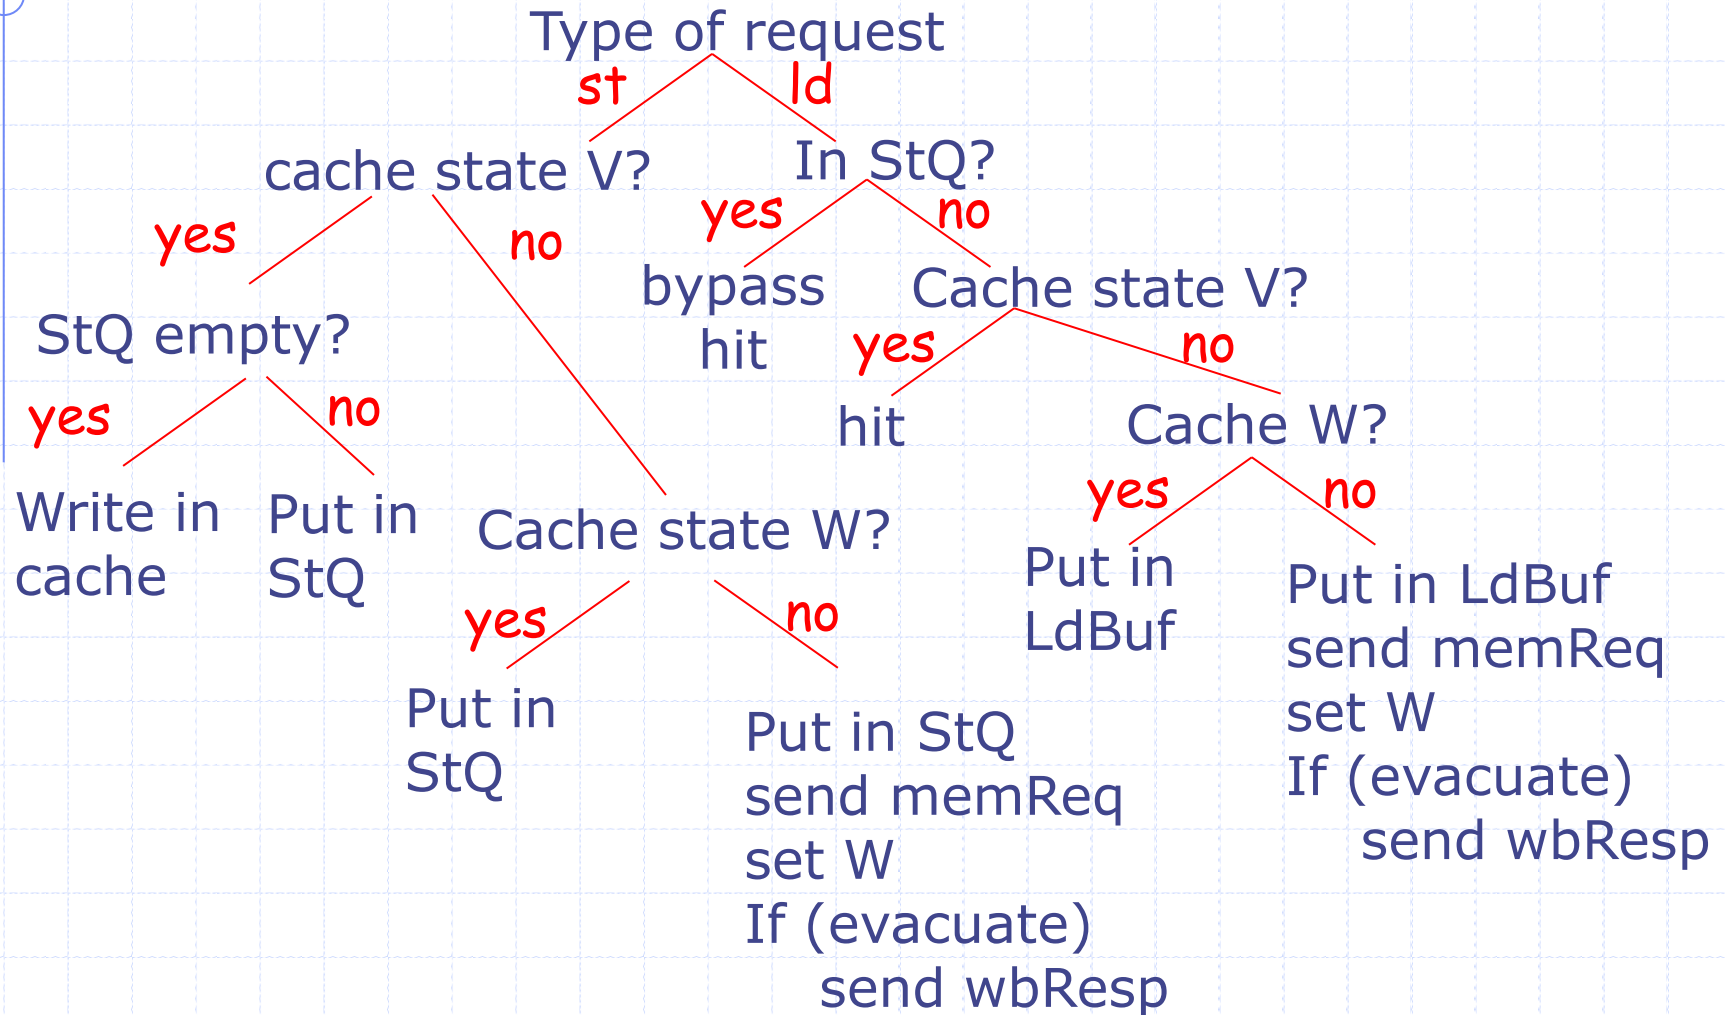 Type of request
st
ld
cache state V?
In StQ?
yes
no
yes
no
StQ empty?
bypass
hit
Cache state V?
yes
no
yes
no
Write in
cache
Put in
StQ
hit
Cache W?
Cache state W?
yes
no
yes
no
Put in
LdBuf
Put in LdBuf
send memReq
set W
If (evacuate)
send wbResp
Put in
StQ
Put in StQ
send memReq
set W
If (evacuate)
send wbResp